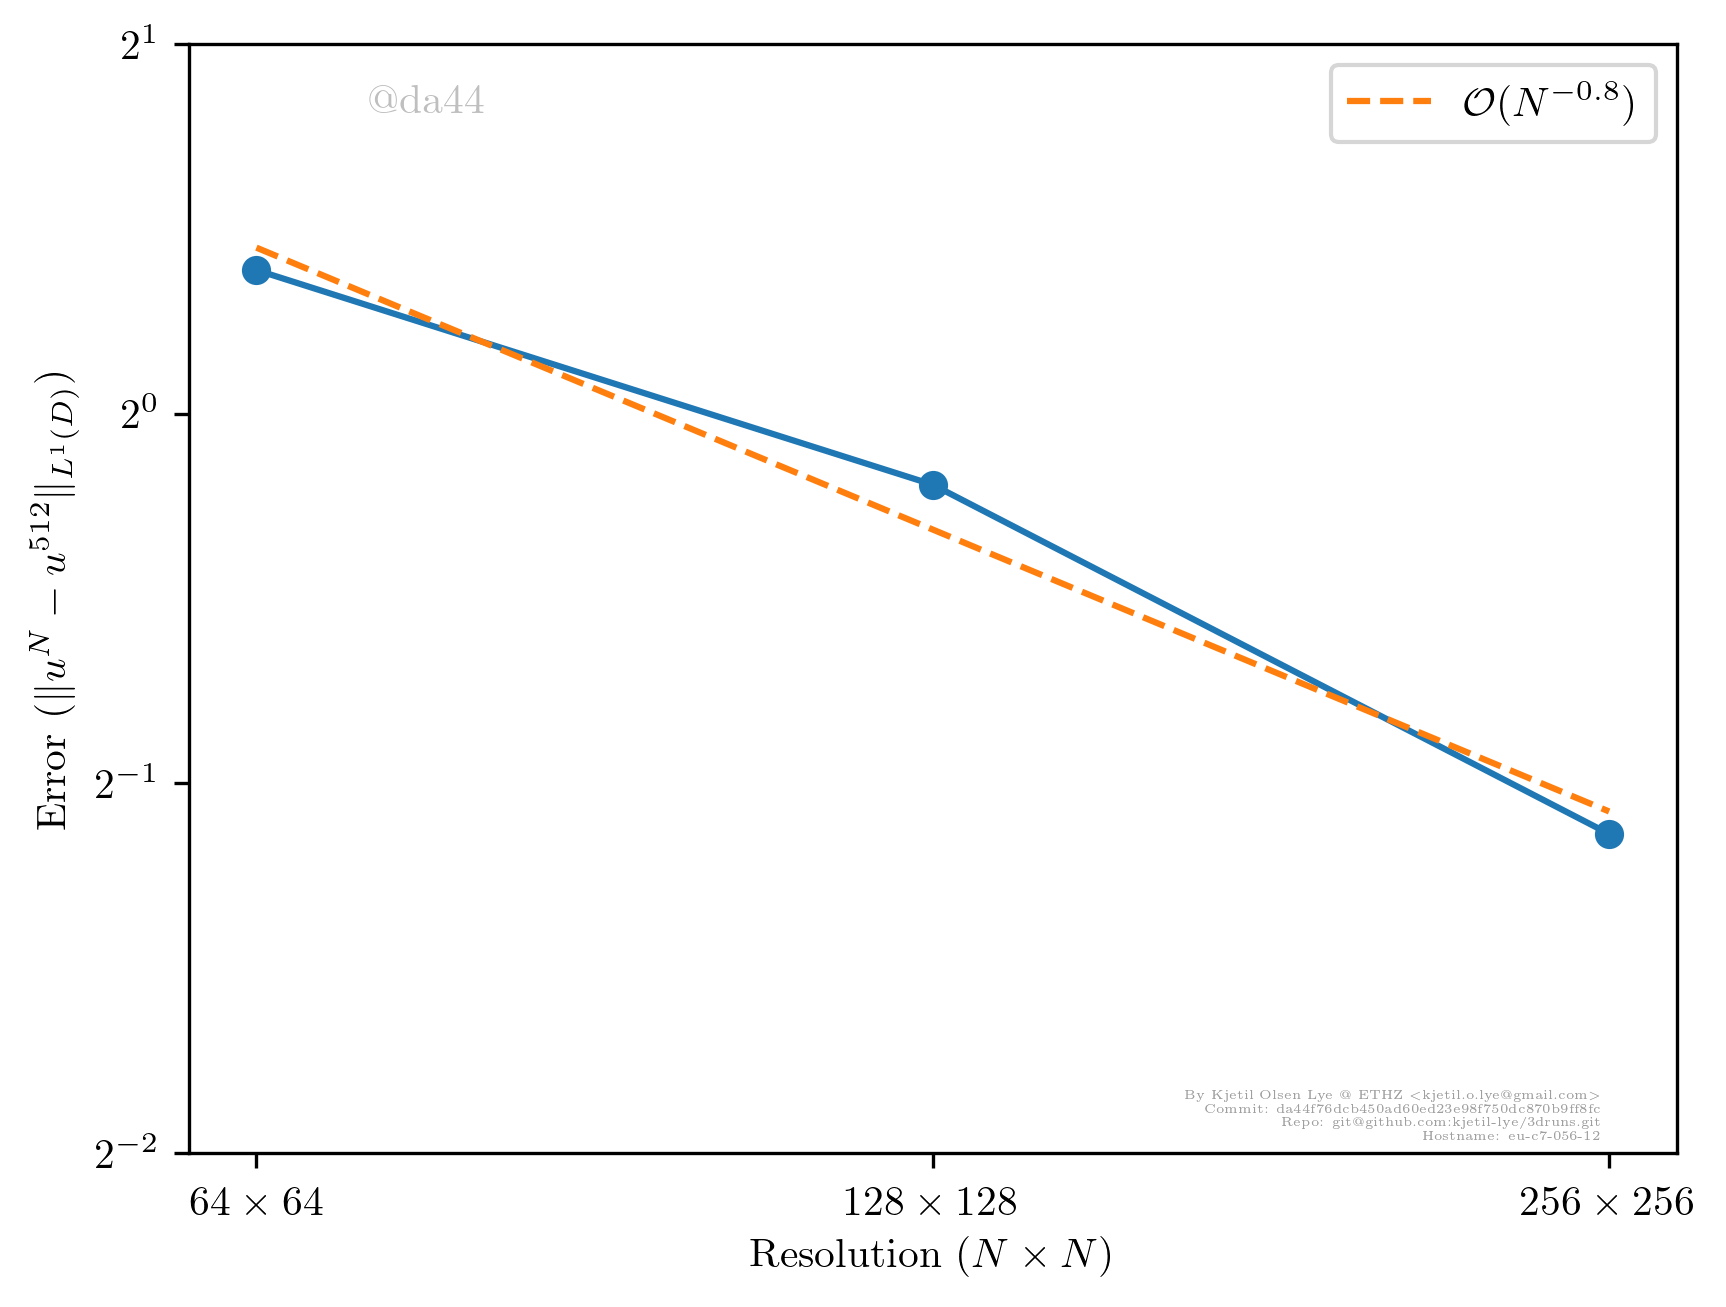 2^1
@da44
O(N^{-0.8})
2^0
2^{-1}
2^{-2}
Error (||u^N − u^{512}||_{L^1(D)})
By Kjetil Olsen Lye @ ETHZ <kjetil.o.lye@gmail.com>
Commit: da44f76dcb450ad60ed23e98f750dc870b9ff8fc
Repo: git@github.com:kjetil-lye/3druns.git
Hostname: eu-c7-056-12
64 × 64
128 × 128
256 × 256
Resolution (N × N)